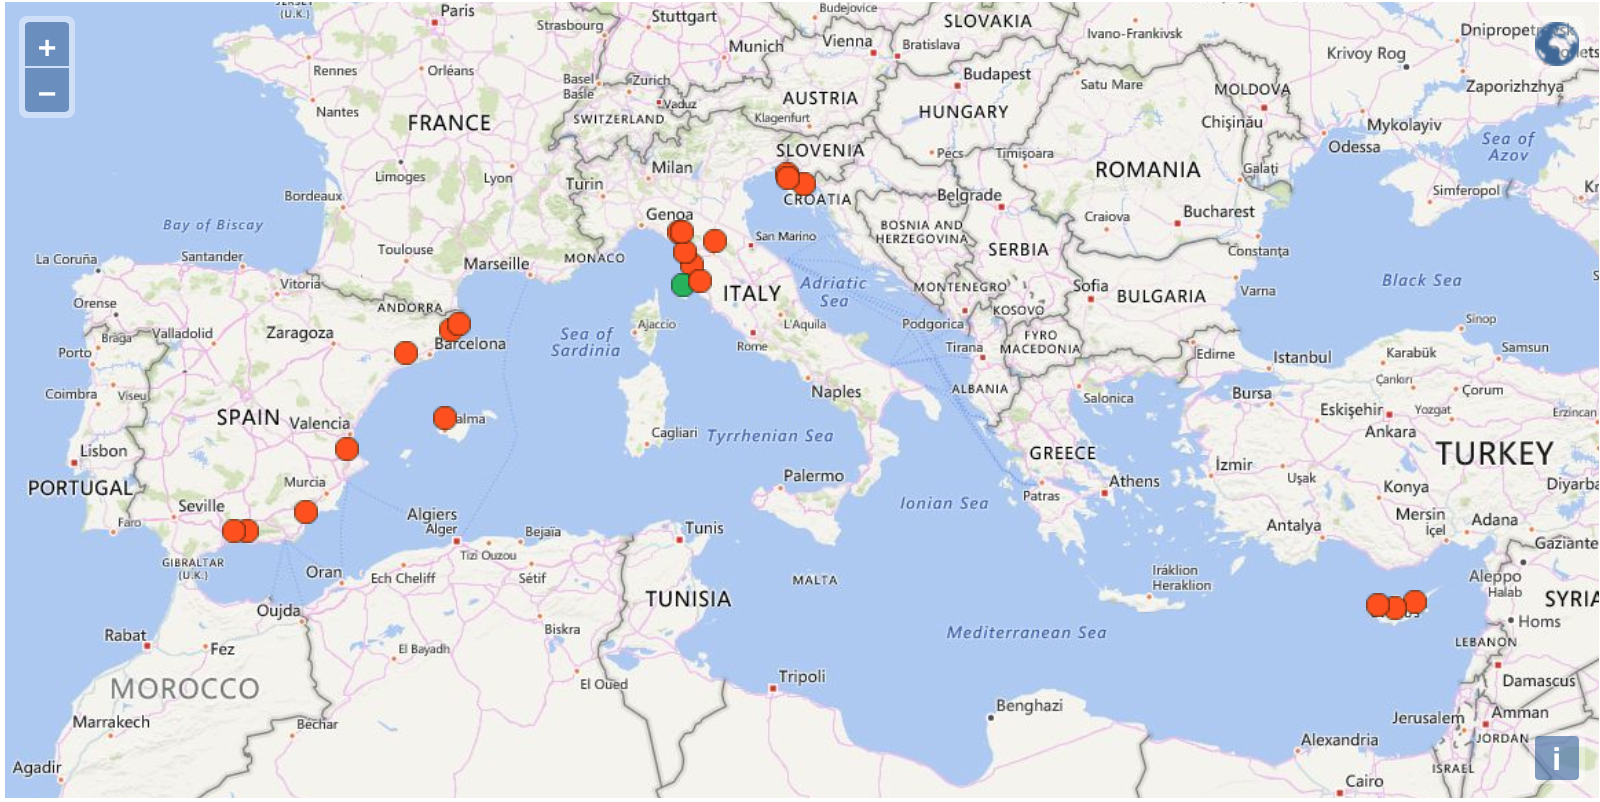 JERSEY
(U.K.)
Paris
Strasbourg
Stuttgart
Budejovice
SLOVAKIA
Ivano-Frankivsk
Krivoy Rog
+
Rennes
Orléans
Munich
Vienna
Bratislava
Budapest
Satu Mare
MOLDOVA
Zaporizhzhya
−
Nantes
FRANCE
Basel
Basle
Zurich
Vaduz
SWITZERLAND
AUSTRIA
Klagenfurt
HUNGARY
Chişinău
Mykolayiv
Odessa
Sea of
Azov
Limoges
Lyon
Milan
Turin
SLOVENIA
Pécs
Timişoara
ROMANIA
Galaţi
Simferopol
Bordeaux
Bay of Biscay
Genoa
CROATIA
San Marino
Belgrade
BOSNIA AND
HERZEGOVINA
SERBIA
Craiova
Bucharest
Constanţa
La Coruña
Santander
Toulouse
Marseille
MONACO
ITALY
Adriatic
Sea
MONTENEGRO
KOSOVO
Sofia
BULGARIA
Varna
Black Sea
Orense
Vitoria
ANDORRA
Braga
Porto
Valladolid
Zaragoza
Barcelona
Sea of
Sardinia
Ajaccio
L'Aquila
Rome
Podgorica
Tirana
FYRO
MACEDONIA
Edirne
Istanbul
Sinop
Karabük
Samsun
Coimbra
Viseu
SPAIN
Valencia
Naples
ALBANIA
Salonica
Bursa
Çankırı
Çorum
Eskişehir
Yozgat
Erzincan
Ankara
Lisbon
PORTUGAL
Murcia
Seville
Faro
Cagliari
Tyrrhenian Sea
Palermo
Ionian Sea
GREECE
Athens
Patras
İzmir
Uşak
TURKEY
Konya
Mersin
İçel
Adana
Antalya
GIBRALTAR
(U.K.)
Algiers
Alger
Bejaïa
Tizi Ouzou
Tunis
Oran
Ech Cheliff
Sétif
TUNISIA
MALTA
Iráklion
Heraklion
Aleppo
Halab
Oujda
Rabat
Fez
Biskra
El Bayadh
Mediterranean Sea
Homs
LEBANON
MOROCCO
El Oued
Tripoli
Damascus
Marrakech
Bechar
Benghazi
Jerusalem
Amman
JORDAN
Agadir
Alexandria
ISRAEL
Cairo
i